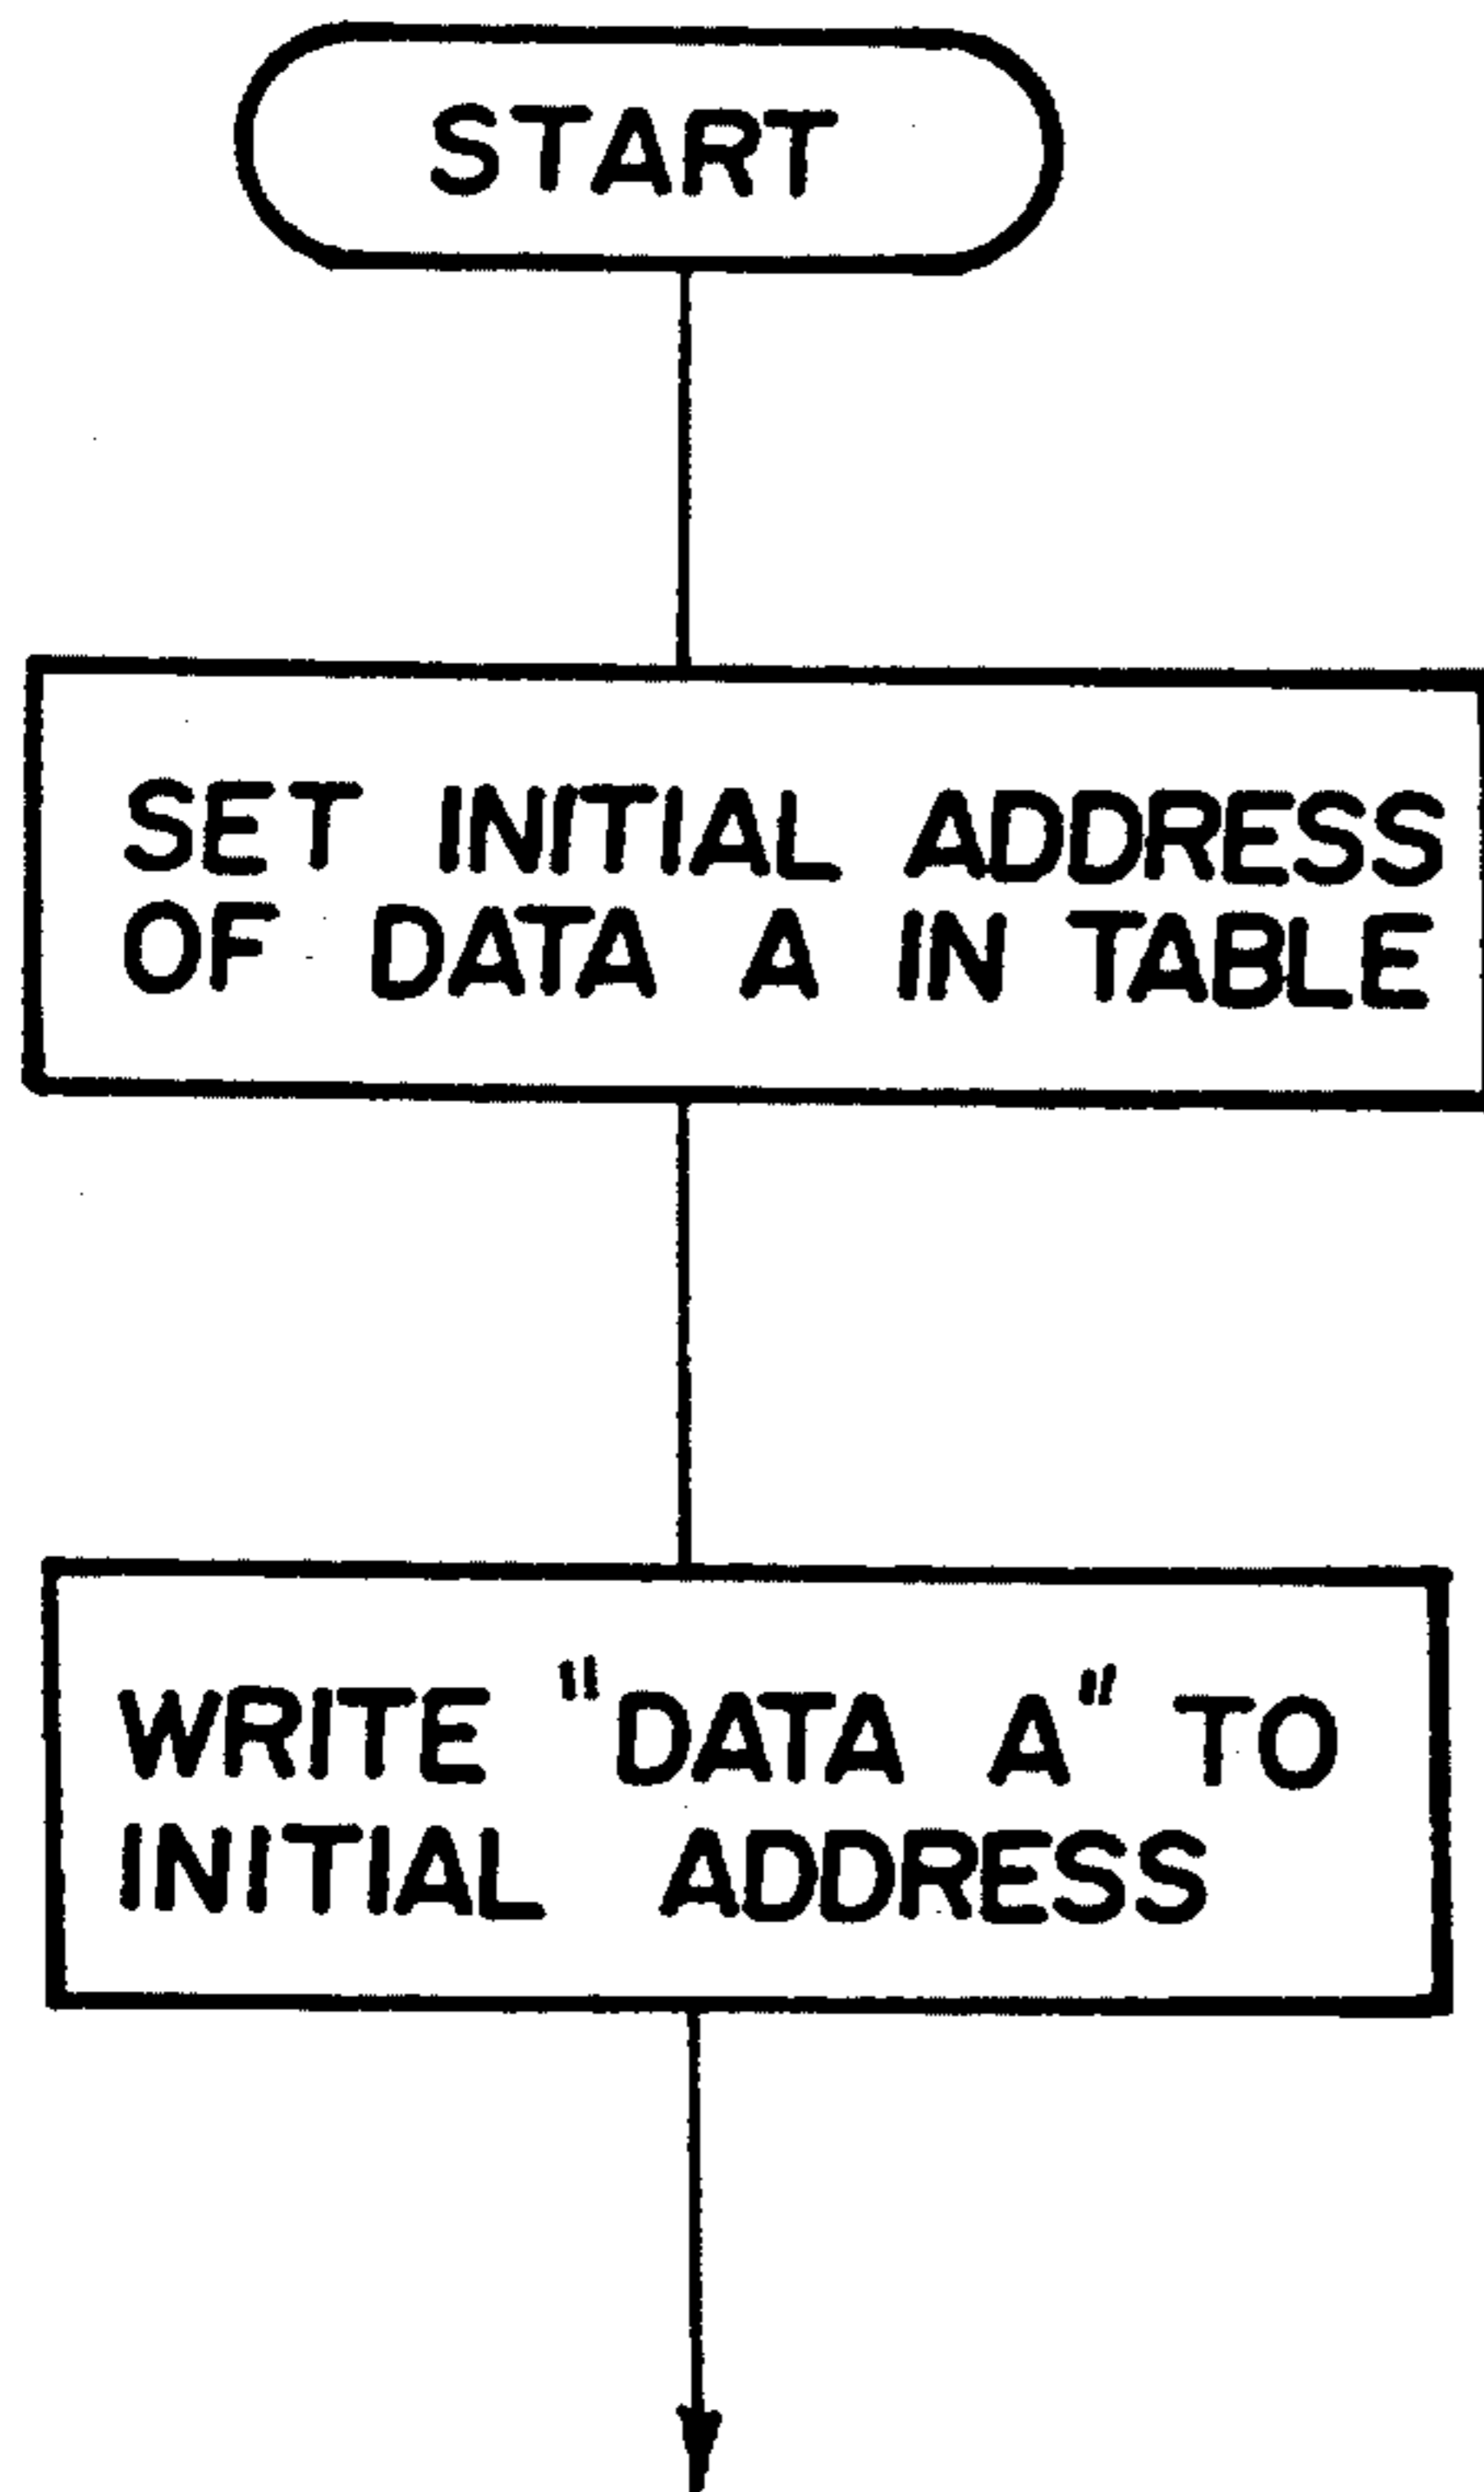 START
SET INITIAL ADDRESS
OF DATA A IN TABLE
WRITE "DATA A" TO
INITIAL ADDRESS